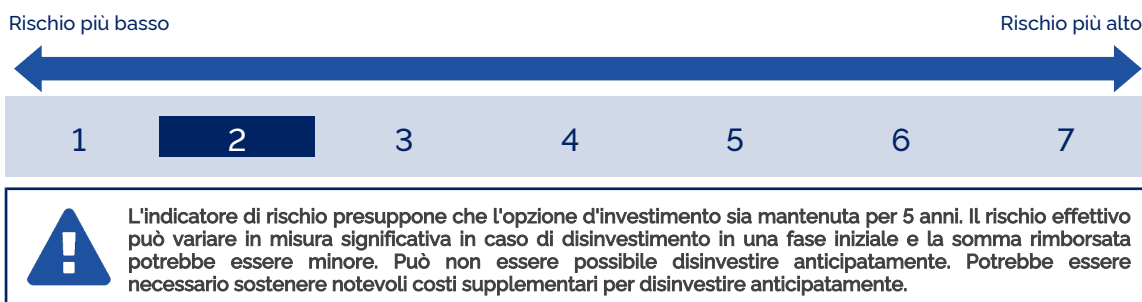 Rischio più basso Rischio più alto
1 2 3 4 5 6 7
L'indicatore di rischio presuppone che l'opzione d'investimento sia mantenuta per 5 anni. Il rischio effettivo
può variare in misura significativa in caso di disinvestimento in una fase iniziale e la somma rimborsata
potrebbe essere minore. Può non essere possibile disinvestire anticipatamente. Potrebbe essere
necessario sostenere notevoli costi supplementari per disinvestire anticipatamente.